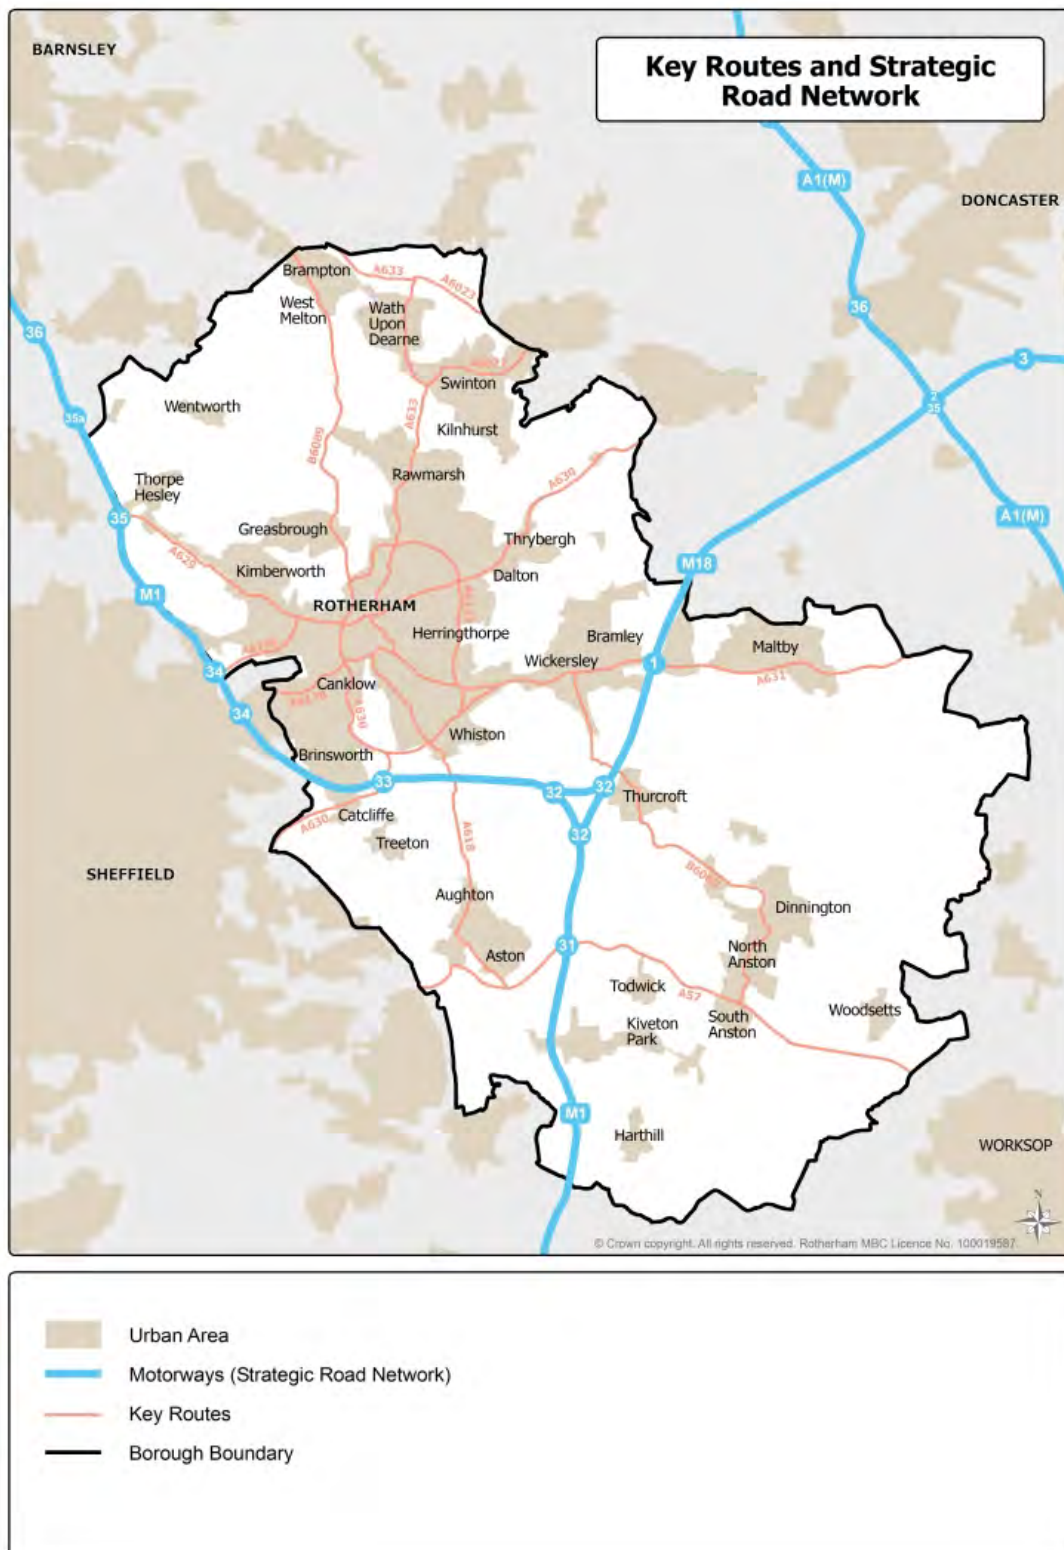 BARNSLEY
Key Routes and Strategic
Road Network
A1(M)
DONCASTER
Brampton
A633
A6023
West
Melton
Wath
Upon
Dearne
36
36
3
Swinton
2
35
35a
Wentworth
A633
Kilnhurst
B6089
Rawmarsh
A630
Thorpe
Hesley
35
Greasbrough
Thrybergh
A1(M)
A629
Kimberworth
Dalton
M18
M1
ROTHERHAM
Herringthorpe
Bramley
Maltby
Wickersley
1
A631
34
Canklow
34
A630
Whiston
Brinsworth
33
32
32
Thurcroft
Catcliffe
A630
Treeton
A618
32
SHEFFIELD
Aughton
Dinnington
31
North
Anston
Aston
Todwick
A57
South
Anston
Woodsetts
Kiveton
Park
M1
Harthill
WORKSOP
N
© Crown copyright. All rights reserved. Rotherham MBC Licence No. 100019587.
Urban Area
Motorways (Strategic Road Network)
Key Routes
Borough Boundary